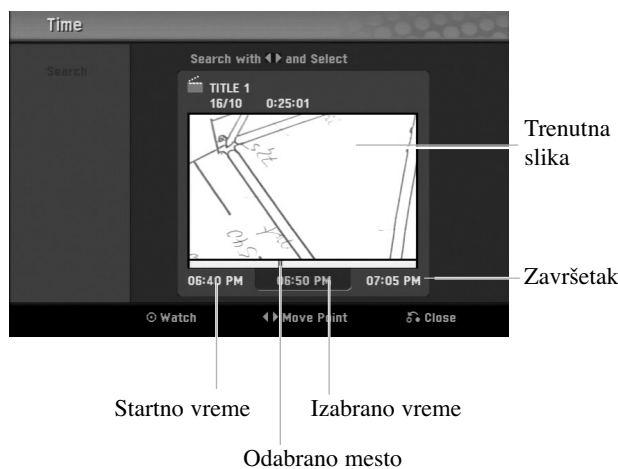 Time
Search with ◄► and Select
Search
TITLE 1
16/10 0:25:01
Trenutna
slika
06:40 PM 06:50 PM 07:05 PM
Završetak
⊙ Watch ◄► Move Point Close
Startno vreme Izabrano vreme
Odabrano mesto